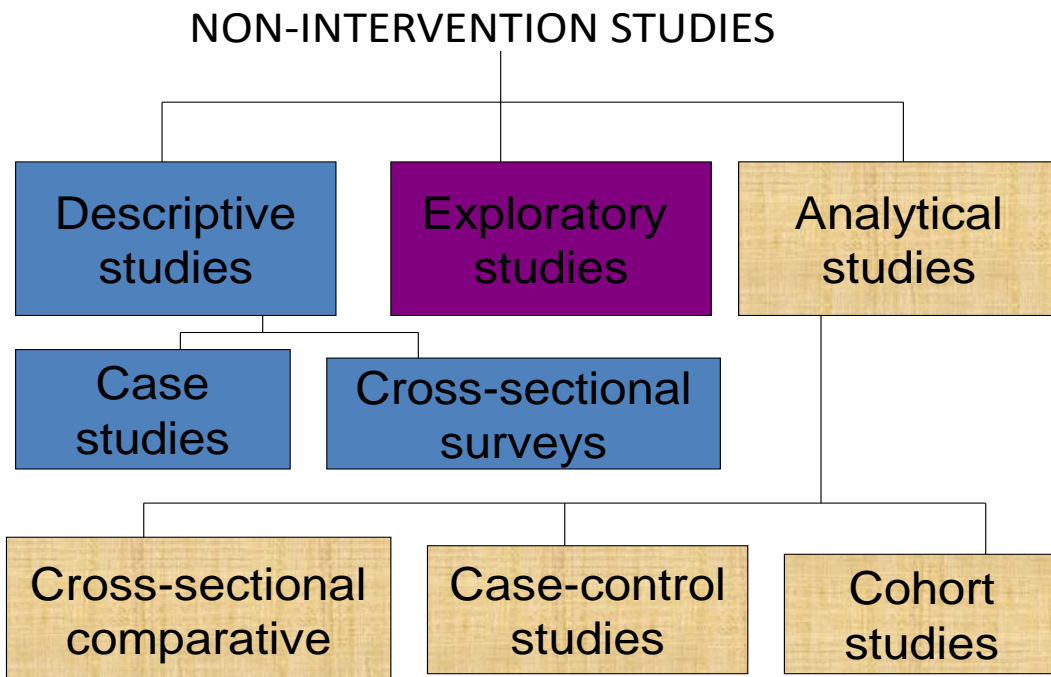 NON-INTERVENTION STUDIES
Descriptive
studies
Exploratory
studies
Analytical
studies
Case
studies
Cross-sectional
surveys
Cross-sectional
comparative
Case-control
studies
Cohort
studies